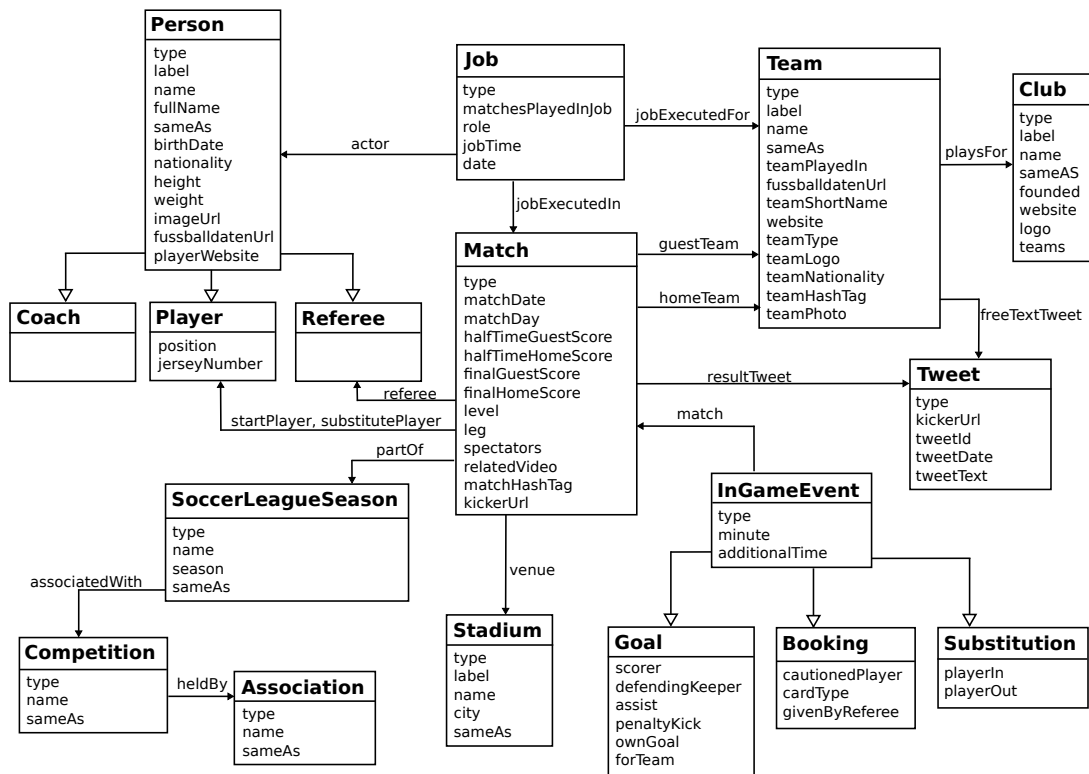 Person
type
label
name
fullName
sameAs
birthDate
nationality
height
weight
imageUrl
fussballdatenUrl
playerWebsite
Job
type
matchesPlayedInJob
role
jobTime
date
Team
type
label
name
sameAs
teamPlayedIn
fussballdatenUrl
teamShortName
website
teamType
teamLogo
teamNationality
teamHashTag
teamPhoto
Club
type
label
name
sameAS
founded
website
logo
teams
actor
jobExecutedFor
playsFor
jobExecutedIn
guestTeam
homeTeam
freeTextTweet
Match
type
matchDate
matchDay
halfTimeGuestScore
halfTimeHomeScore
finalGuestScore
finalHomeScore
level
leg
spectators
relatedVideo
matchHashTag
kickerUrl
Coach
Player
position
jerseyNumber
Referee
referee
startPlayer, substitutePlayer
partOf
resultTweet
match
Tweet
type
kickerUrl
tweetId
tweetDate
tweetText
SoccerLeagueSeason
type
name
season
sameAs
InGameEvent
type
minute
additionalTime
associatedWith
venue
Competition
type
name
sameAs
heldBy
Association
type
name
sameAs
Stadium
type
label
name
city
sameAs
Goal
scorer
defendingKeeper
assist
penaltyKick
ownGoal
forTeam
Booking
cautionedPlayer
cardType
givenByReferee
Substitution
playerIn
playerOut